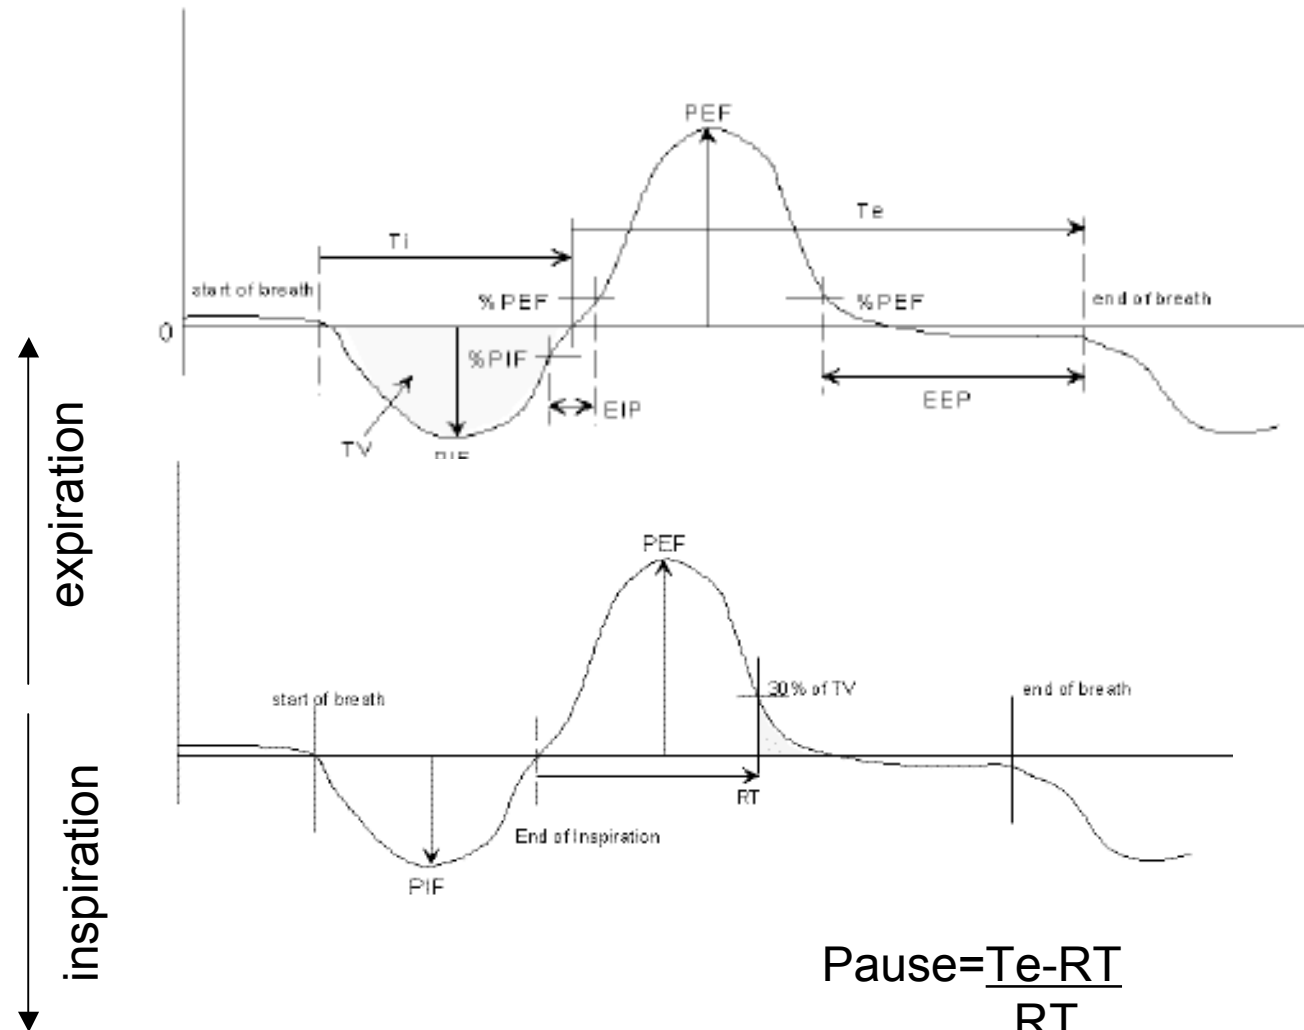 PEF
Te
Ti
start of breath
% PEF
% PEF
end of breath
0
% PIF
EIP
EEP
TV
PIF
expiration
PEF
30% of TV
start of breath
end of breath
RT
End of Inspiration
PIF
inspiration
Pause=Te-RT
RT